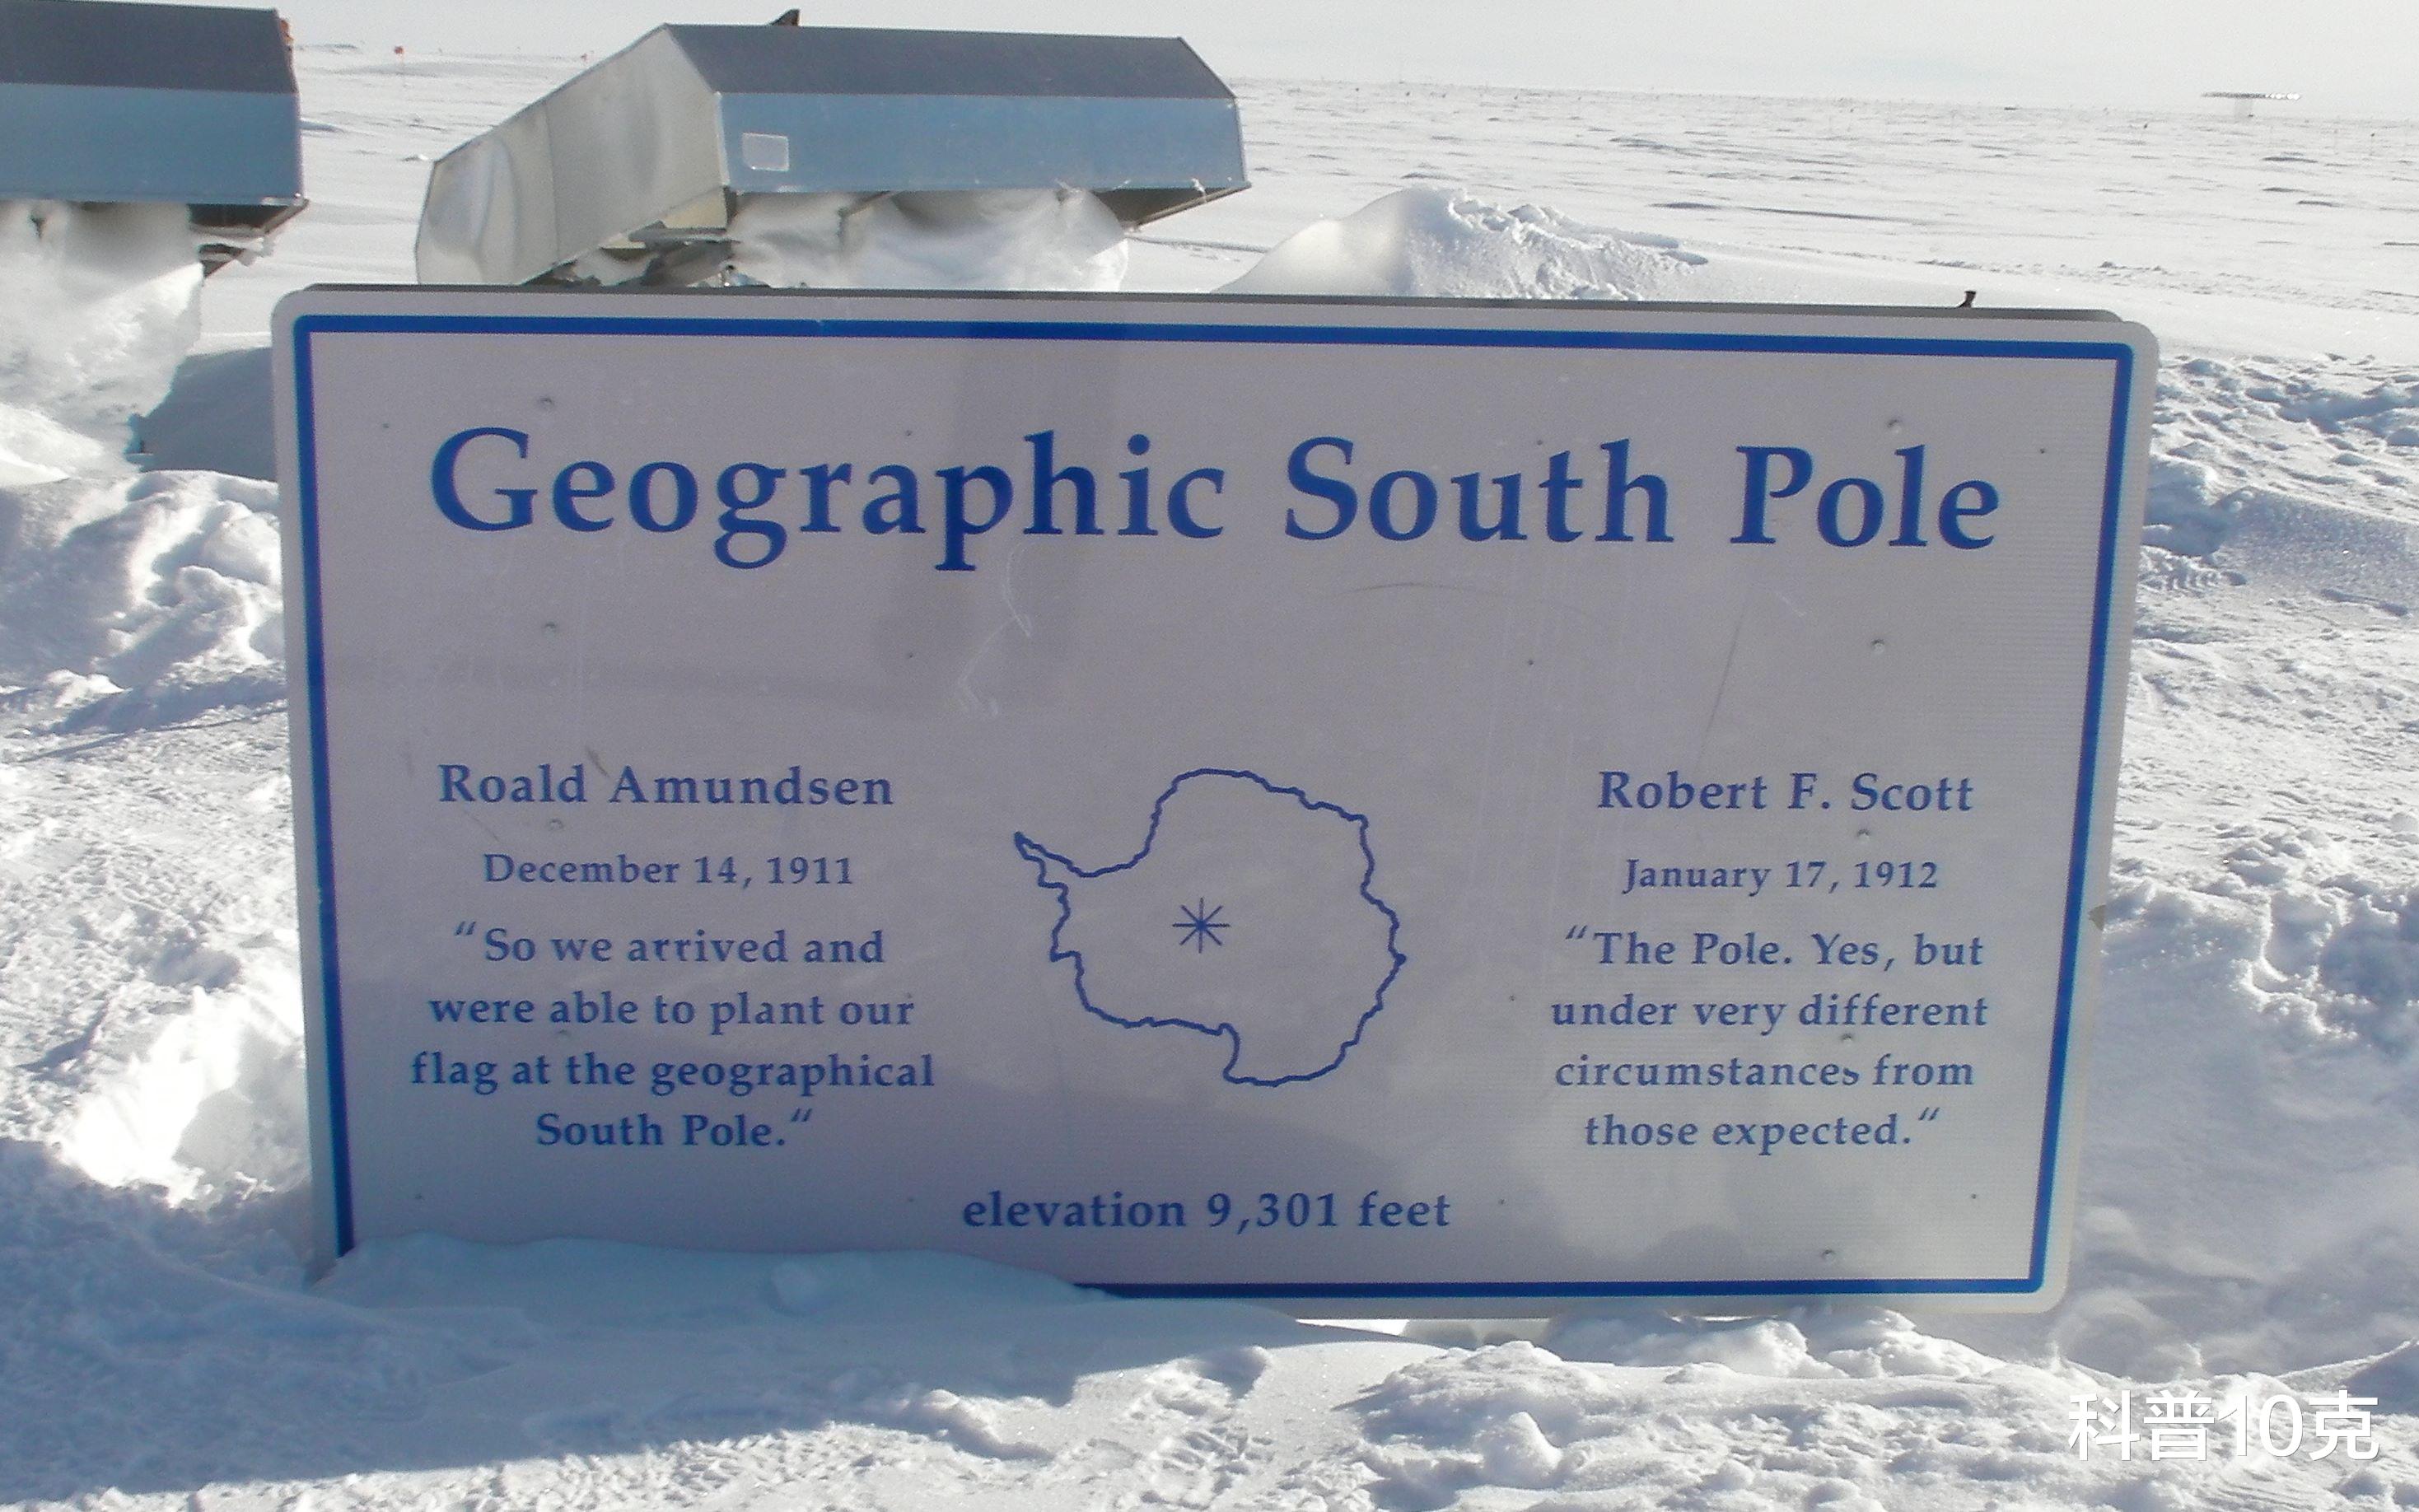 Geographic South Pole
Roald Amundsen
December 14, 1911
“So we arrived and
were able to plant our
flag at the geographical
South Pole.“
Robert F. Scott
January 17, 1912
“The Pole. Yes, but
under very different
circumstances from
those expected.“
elevation 9,301 feet
科普10克